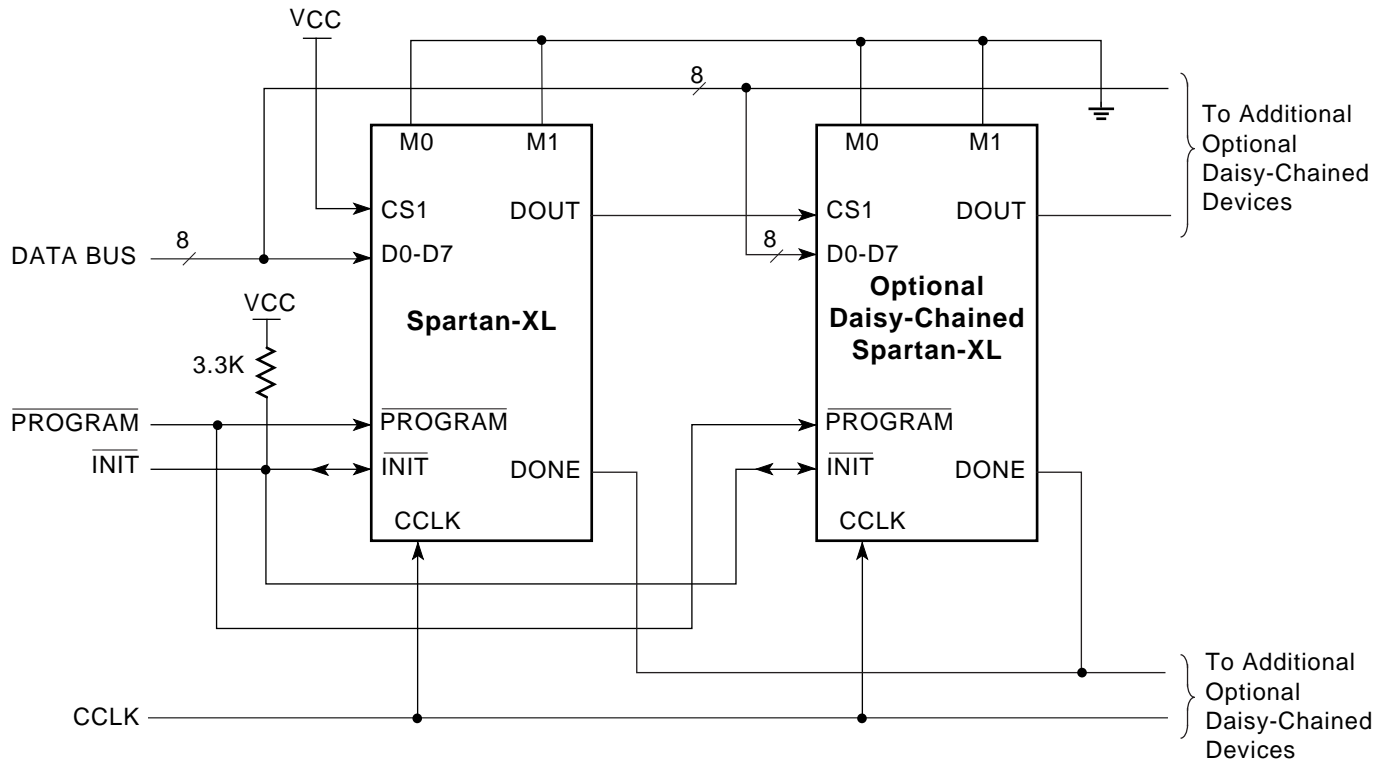 VCC
8
To Additional
Optional
Daisy-Chained
Devices
M0 M1
M0 M1
CS1 DOUT
CS1 DOUT
DATA BUS
8
D0-D7
8
D0-D7
VCC
3.3K
Spartan-XL
Optional
Daisy-Chained
Spartan-XL
PROGRAM
PROGRAM
PROGRAM
INIT
INIT DONE
INIT DONE
CCLK
CCLK
To Additional
Optional
Daisy-Chained
Devices
CCLK